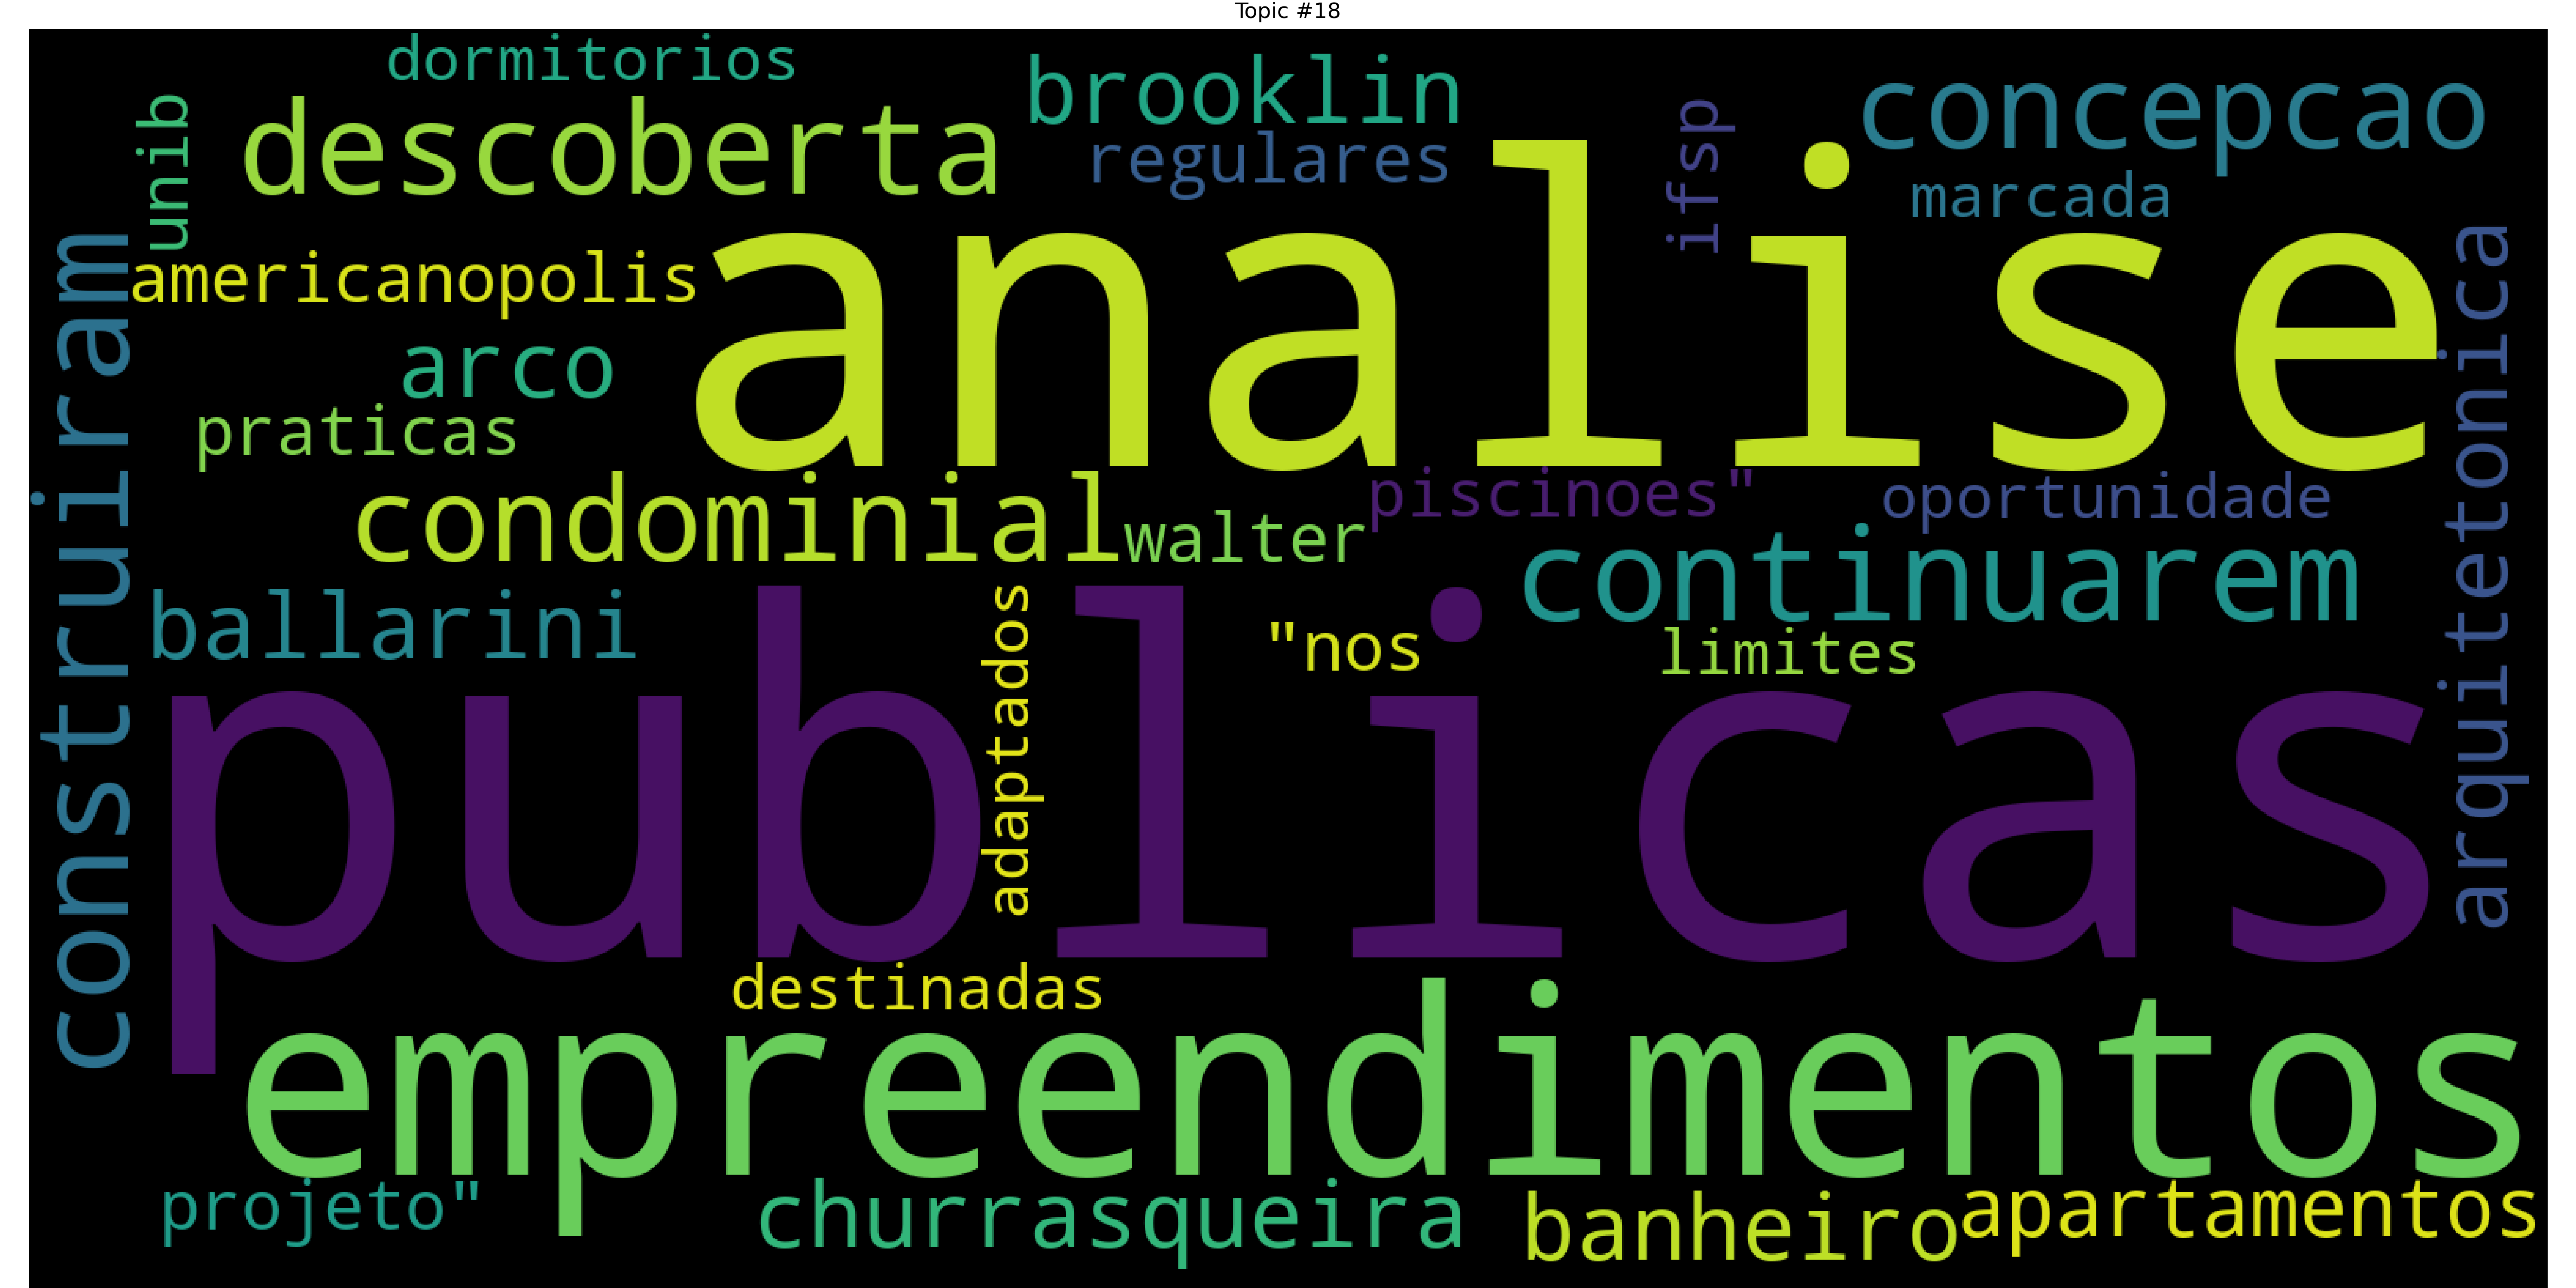 Topic #18
dormitorios
brooklin
concepcao
unib
descoberta
regulares
ifsp
marcada
americanopolis
analise
construiram
arquitetonica
arco
praticas
condominial
walter
piscinoes"
oportunidade
continuarem
ballarini
adaptados
"nos
limites
publicas
destinadas
empreendimentos
projeto"
churrasqueira
banheiro
apartamentos